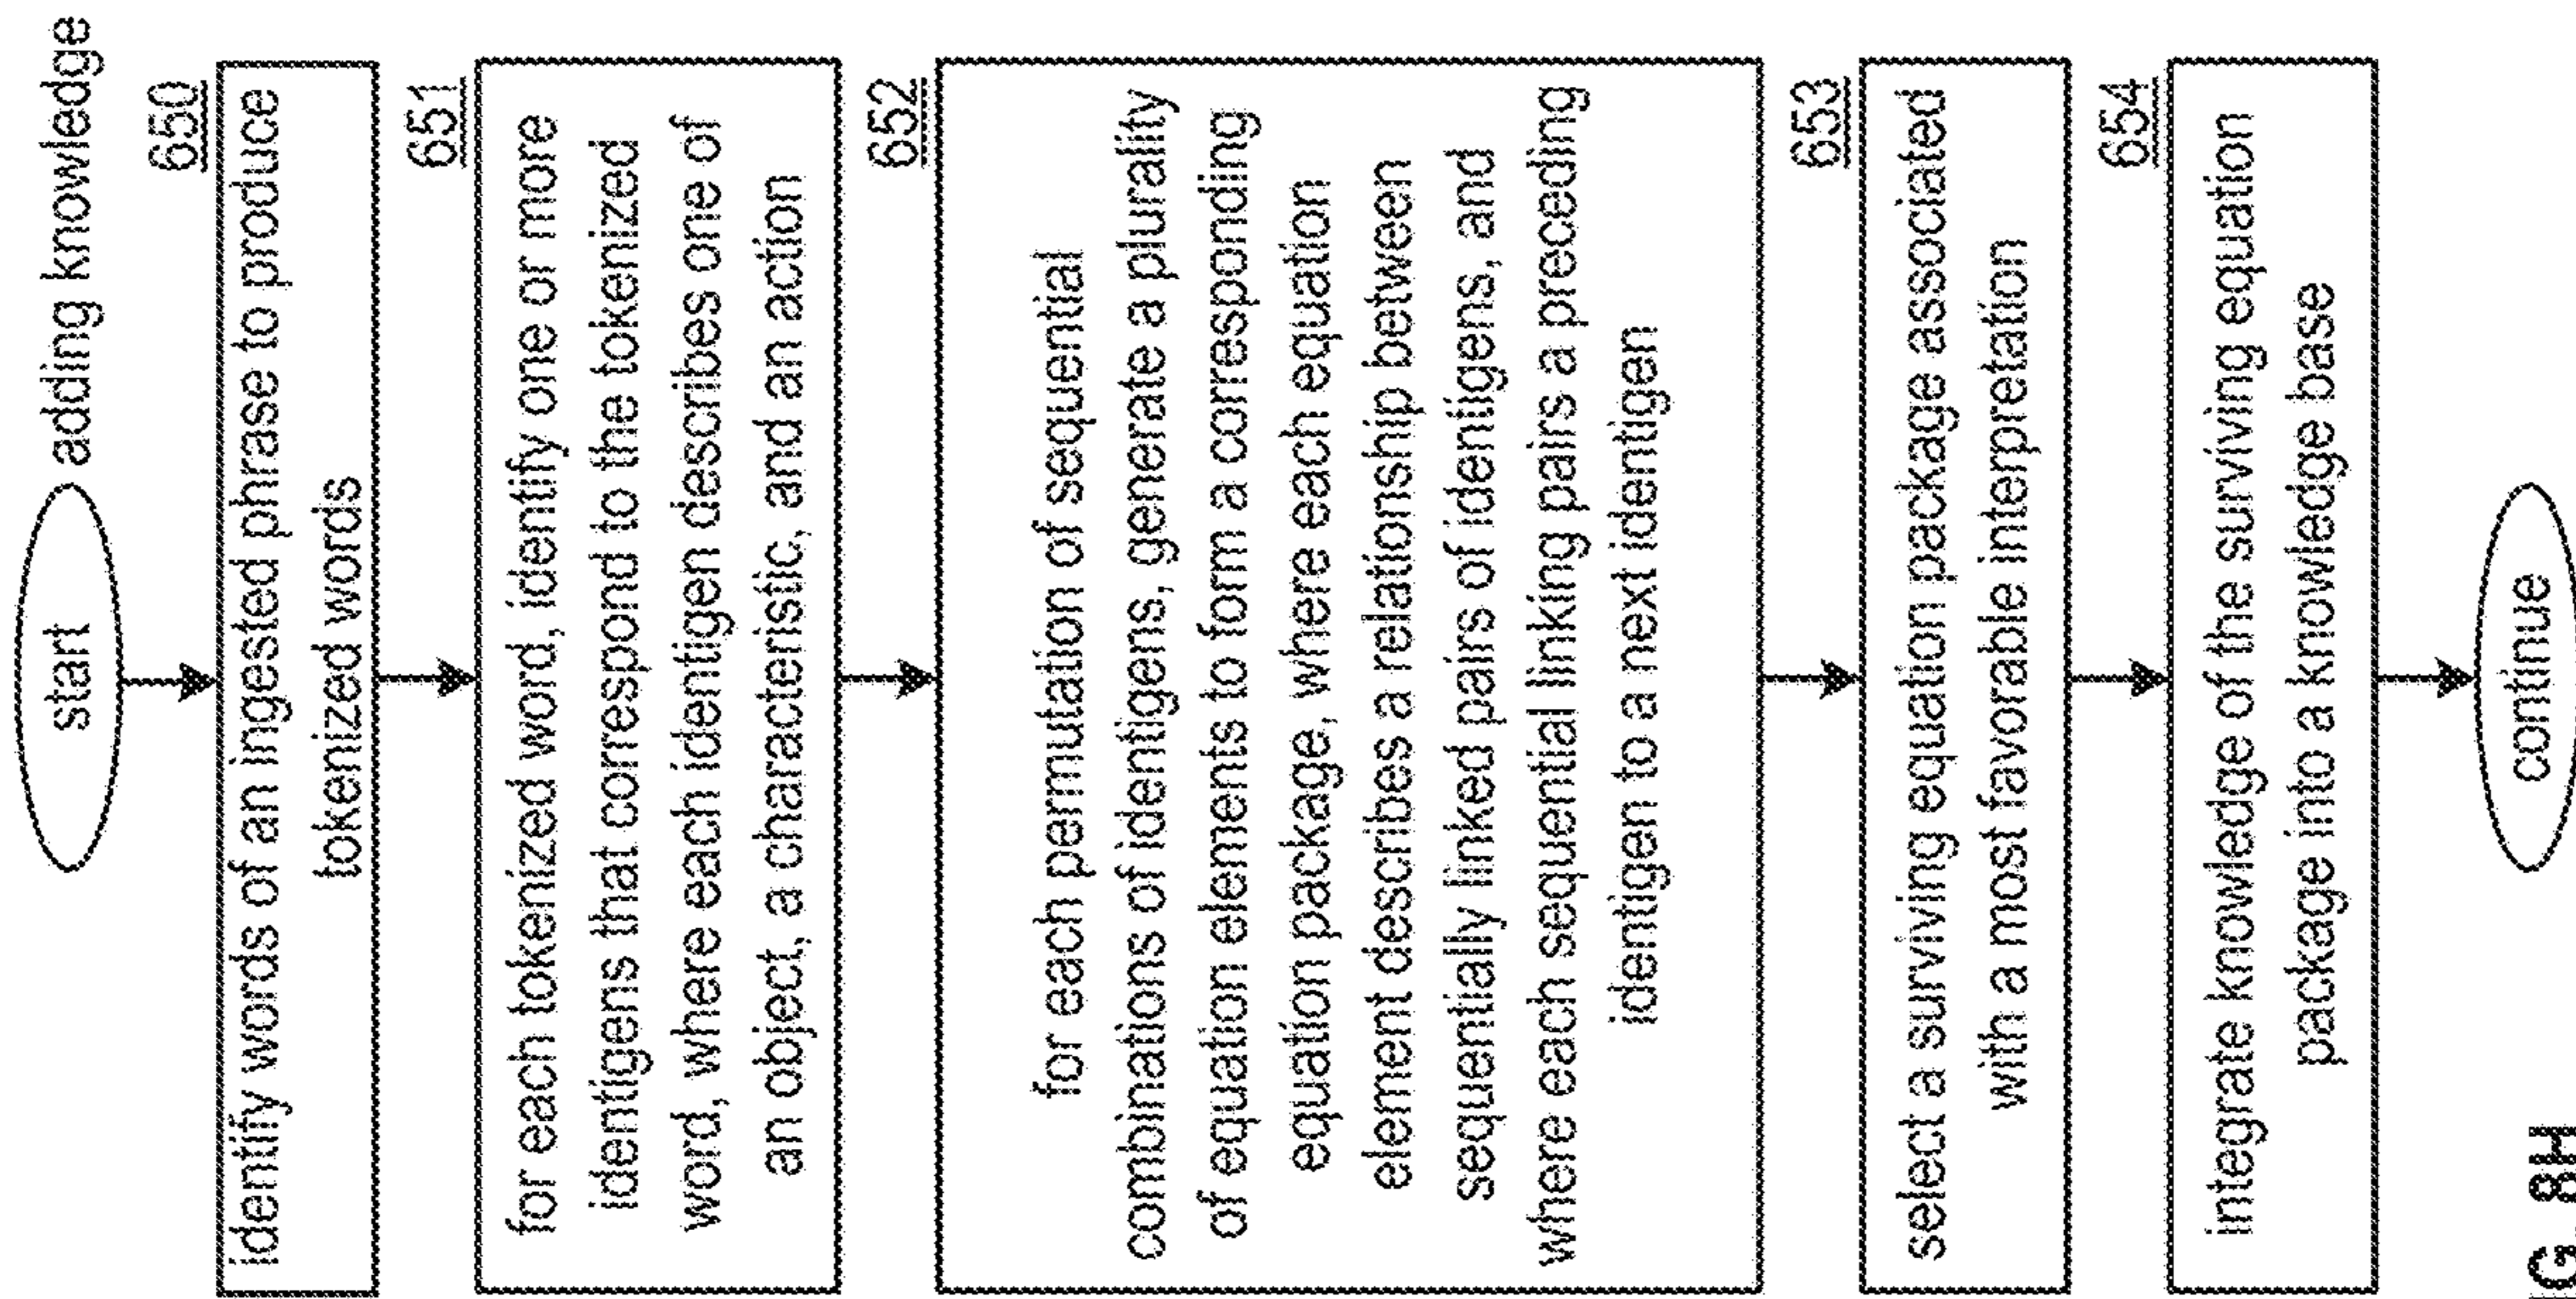 start
adding knowledge
650
identify words of an ingested phrase to produce
tokenized words
651
for each tokenized word, identify one or more
identigens that correspond to the tokenized
word, where each identigen describes one of
an object, a characteristic, and an action
652
for each permutation of sequential
combinations of identigens, generate a plurality
of equation elements to form a corresponding
equation package, where each equation
element describes a relationship between
sequentially linked pairs of identigens, and
where each sequential linking pairs a preceding
identigen to a next identigen
653
select a surviving equation package associated
with a most favorable interpretation
654
integrate knowledge of the surviving equation
package into a knowledge base
continue
IG. 8H